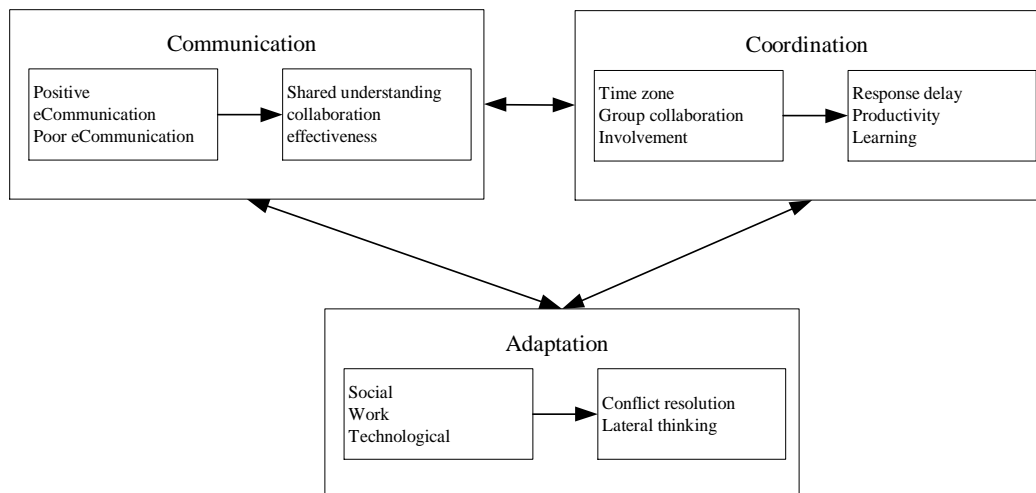 Communication
Positive
eCommunication
Poor eCommunication
Shared understanding
collaboration
effectiveness
Coordination
Time zone
Group collaboration
Involvement
Response delay
Productivity
Learning
Adaptation
Social
Work
Technological
Conflict resolution
Lateral thinking